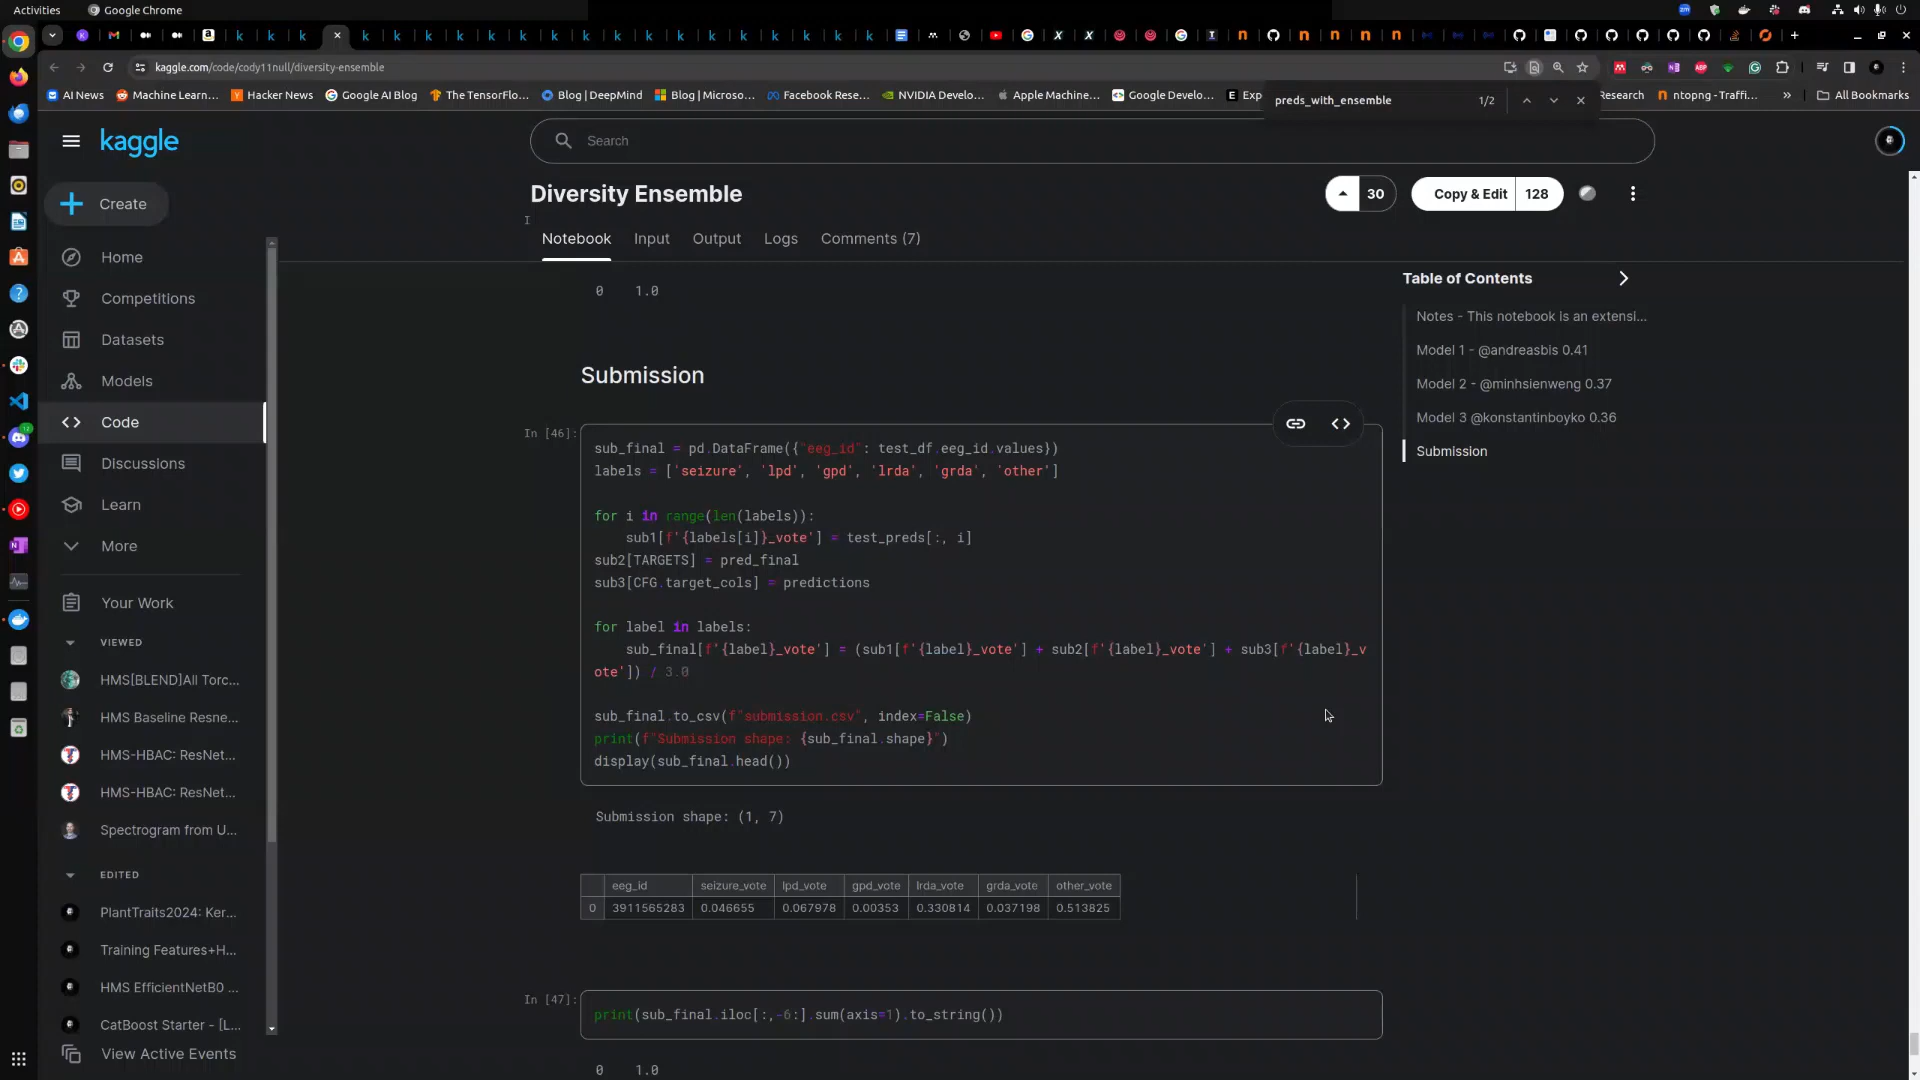 Activities
Google Chrome
kaggle.com/code/cody11null/diversity-ensemble
AI News
Machine Learn...
Hacker News
Google AI Blog
The TensorFlo...
Blog | DeepMind
Blog | Microso...
Facebook Rese...
NVIDIA Develo...
Apple Machine...
Google Develo...
Exp
Research
ntopng - Traffi...
»
All Bookmarks
preds_with_ensemble
1/2
kaggle
Search
Create
Home
Competitions
Datasets
Models
Code
Discussions
Learn
More
Your Work
VIEWED
HMS[BLEND]All Torc...
HMS Baseline Resne...
HMS-HBAC: ResNet...
HMS-HBAC: ResNet...
Spectrogram from U...
EDITED
PlantTraits2024: Ker...
Training Features+H...
HMS EfficientNetB0 ...
CatBoost Starter - [L...
View Active Events
Diversity Ensemble
30
Copy & Edit
128
Notebook
Input
Output
Logs
Comments (7)
0 1.0
Submission
In [46]:
sub_final = pd.DataFrame({"eeg_id": test_df.eeg_id.values})
labels = ['seizure', 'lpd', 'gpd', 'lrda', 'grda', 'other']
for i in range(len(labels)):
sub1[f'{labels[i]}_vote'] = test_preds[:, i]
sub2[TARGETS] = pred_final
sub3[CFG.target_cols] = predictions
for label in labels:
sub_final[f'{label}_vote'] = (sub1[f'{label}_vote'] + sub2[f'{label}_vote'] + sub3[f'{label}_v
ote']) / 3.0
sub_final.to_csv(f"submission.csv", index=False)
print(f"Submission shape: {sub_final.shape}")
display(sub_final.head())
Submission shape: (1, 7)
eeg_id seizure_vote lpd_vote gpd_vote lrda_vote grda_vote other_vote
0 3911565283 0.046655 0.067978 0.00353 0.330814 0.037198 0.513825
In [47]:
print(sub_final.iloc[:,-6:].sum(axis=1).to_string())
0 1.0
Table of Contents
Notes - This notebook is an extensi...
Model 1 - @andreasbis 0.41
Model 2 - @minhsienweng 0.37
Model 3 @konstantinboyko 0.36
Submission